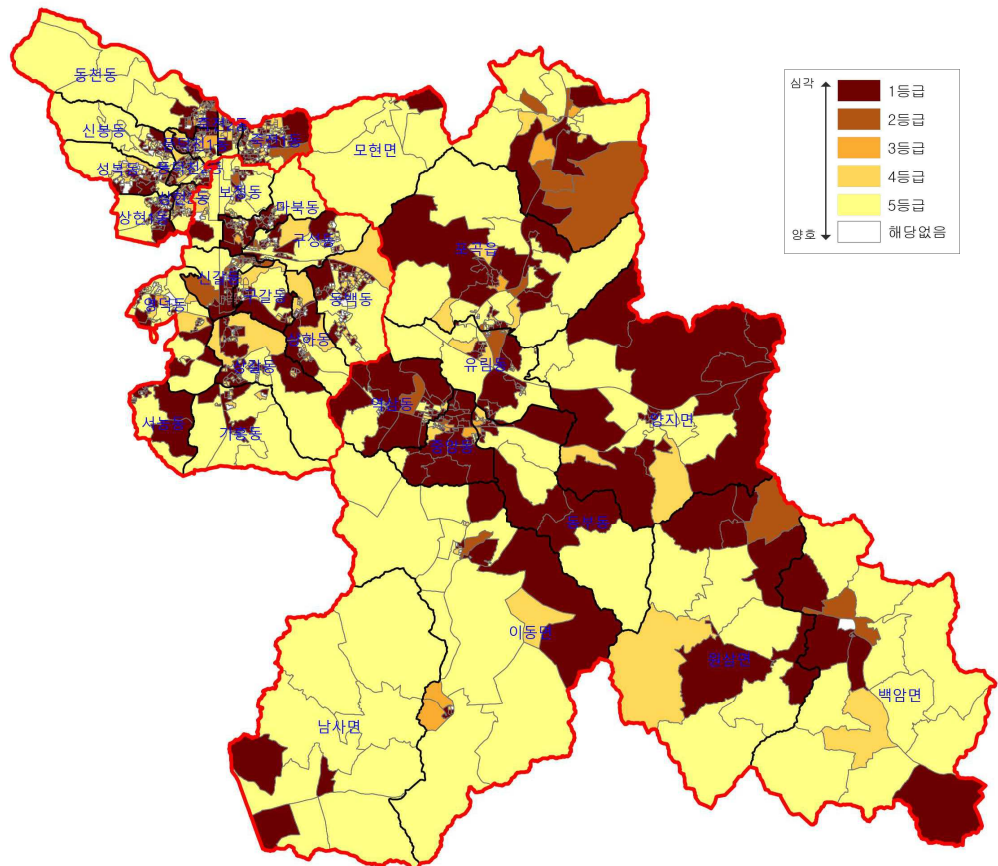 심각
1등급
2등급
3등급
4등급
5등급
양호
해당없음
동천동
신봉동
성복동
상현1동
보정동
마북동
구성동
모현면
포곡읍
신갈동
구갈동
동백동
영덕동
상갈동
서농동
기흥동
유림동
역삼동
중앙동
양지면
동부동
이동면
원삼면
백암면
남사면